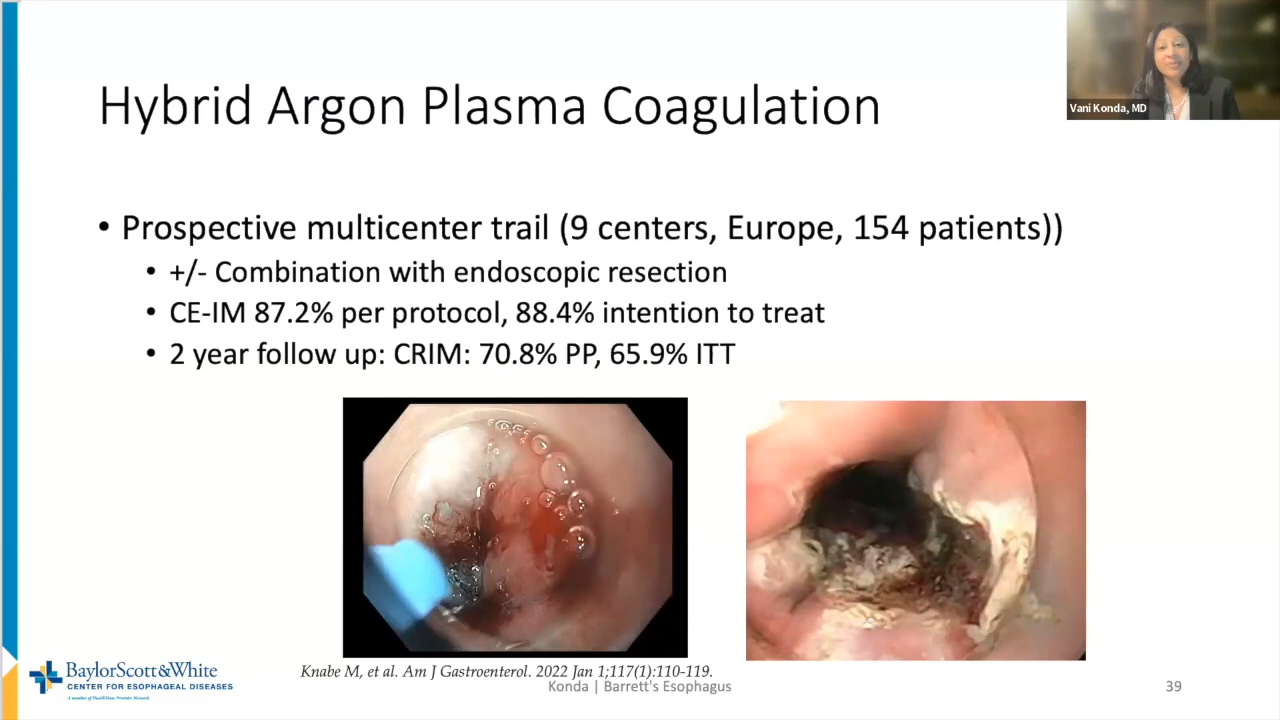 Hybrid Argon Plasma Coagulation
Vani Konda, MD
• Prospective multicenter trail (9 centers, Europe, 154 patients))
• +/- Combination with endoscopic resection
• CE-IM 87.2% per protocol, 88.4% intention to treat
• 2 year follow up: CRIM: 70.8% PP, 65.9% ITT
BaylorScott&White
CENTER FOR ESOPHAGEAL DISEASES
Knabe M, et al. Am J Gastroenterol. 2022 Jan 1;117(1):110-119.
Konda | Barrett's Esophagus
39